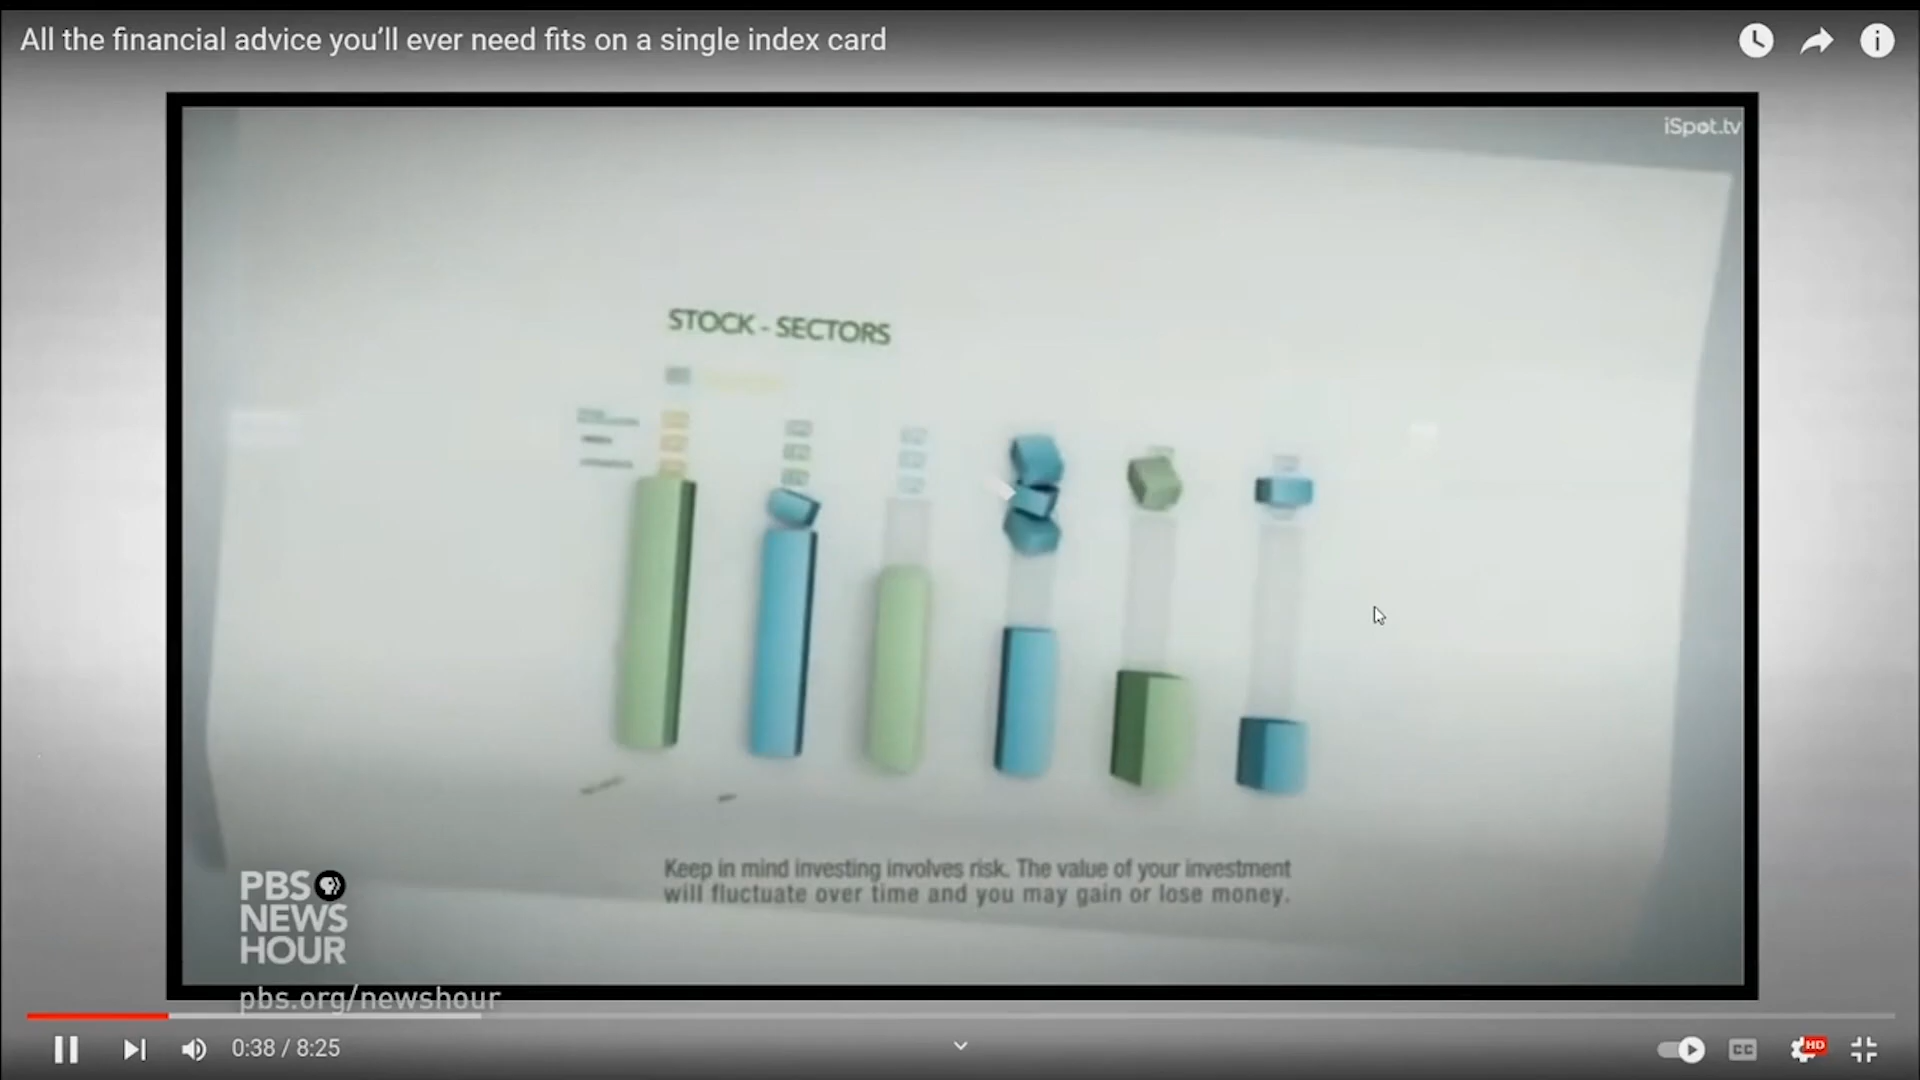 All the financial advice you’ll ever need fits on a single index card
iSpot.tv
STOCK - SECTORS
Keep in mind investing involves risk. The value of your investment
will fluctuate over time and you may gain or lose money.
PBS
NEWS
HOUR
pbs.org/newshour
0:38 / 8:25
CC
HD